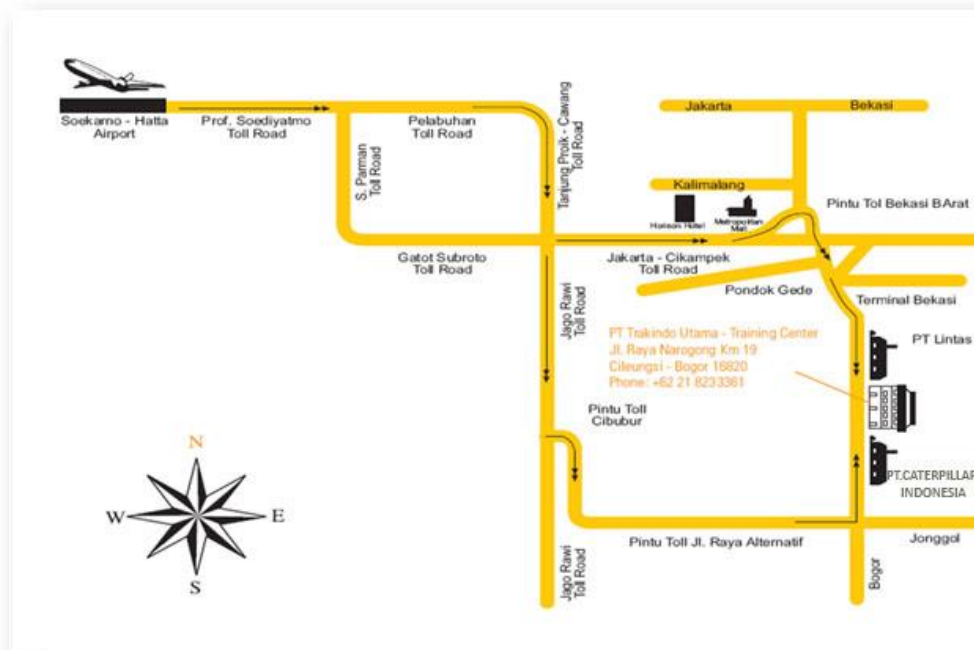 Soekarno - Hatta
Airport
Prof. Soediyatmo
Toll Road
Pelabuhan
Toll Road
S. Parman
Toll Road
Tanjung Proik - Cawang
Toll Road
Jakarta
Bekasi
Kalimalang
Horison Hotel
Metropolitan
Mall
Pintu Tol Bekasi BArat
Gatot Subroto
Toll Road
Jakarta - Cikampek
Toll Road
Pondok Gede
Terminal Bekasi
Jago Rawi
Toll Road
PT Trakindo Utama - Training Center
Jl. Raya Narogong Km 19
Cileungsi - Bogor 16820
Phone: +62 21 8233361
PT Lintas
Pintu Toll
Cibubur
PT.CATERPILLAR
INDONESIA
N
W
E
S
Pintu Toll Jl. Raya Alternatif
Jonggol
Jago Rawi
Toll Road
Bogor